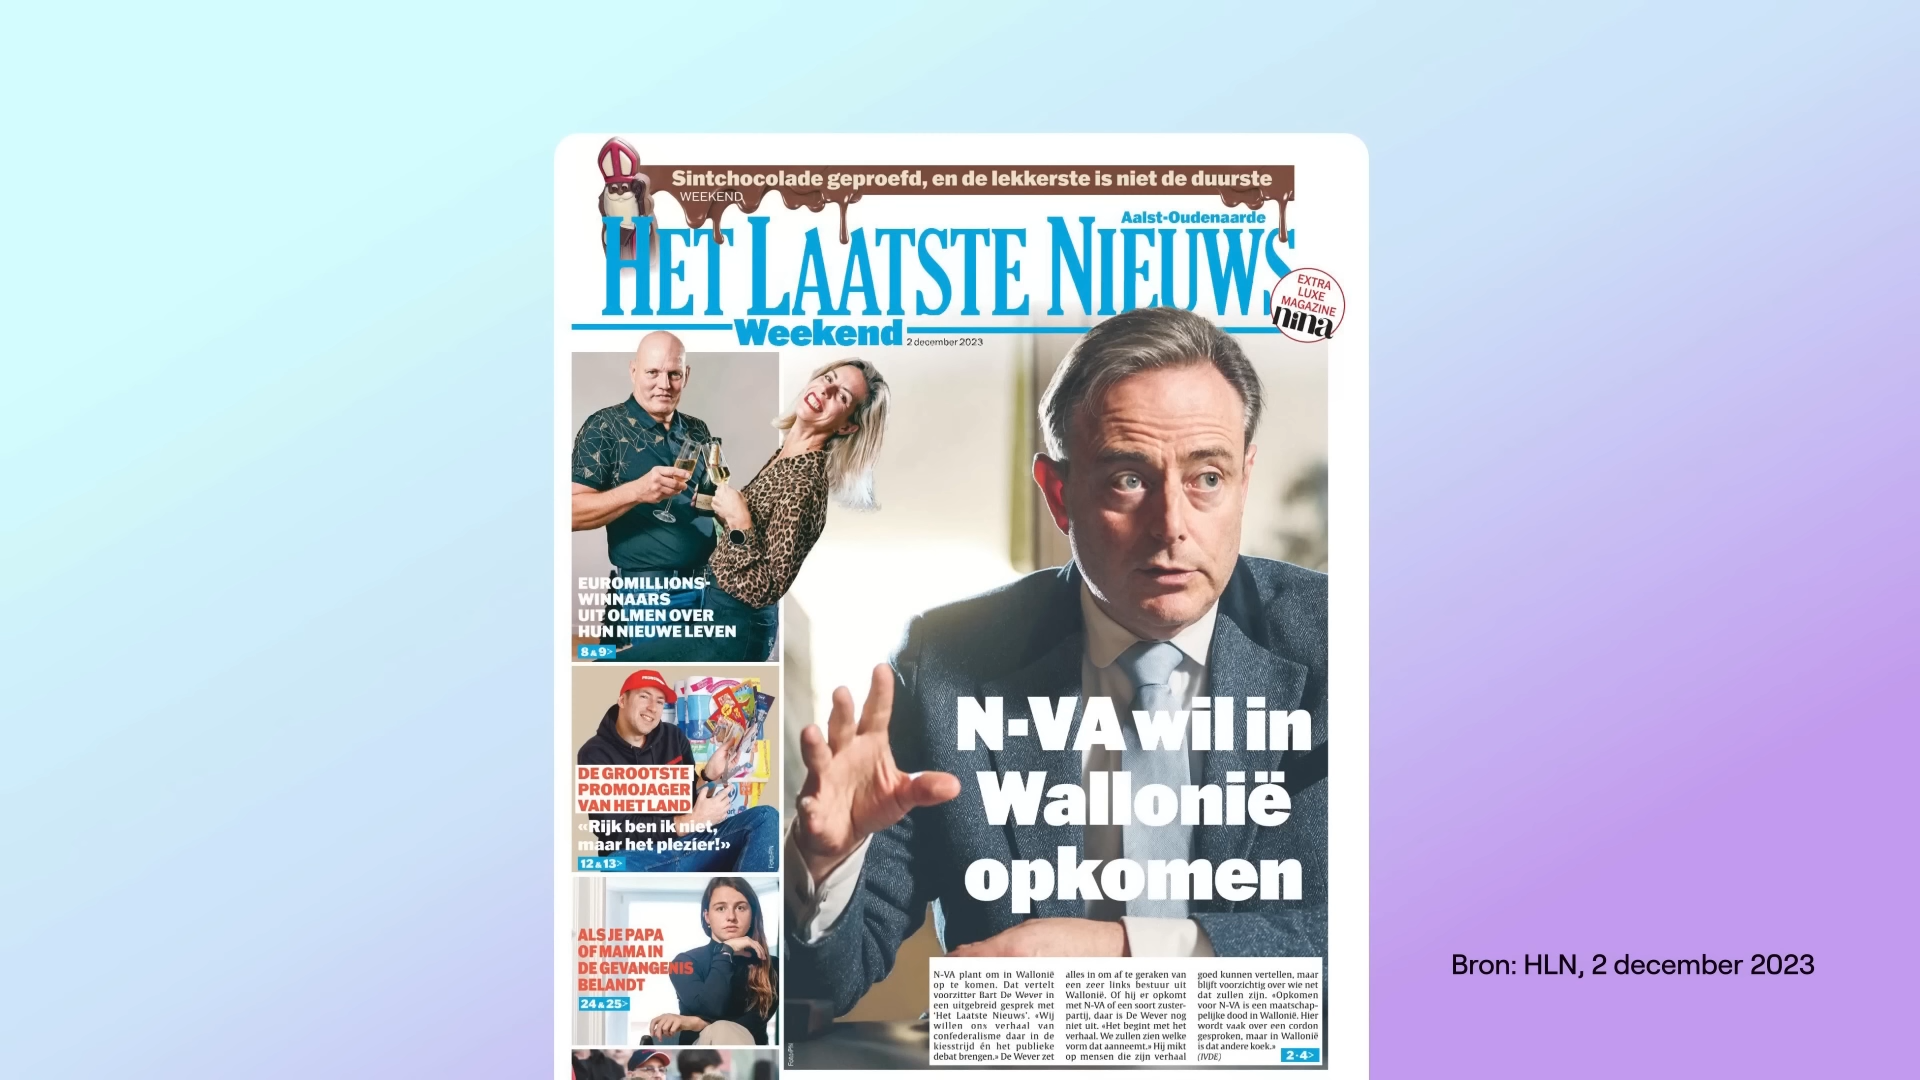 Sintchocolade geproefd, en de lekkerste is niet de duurste
WEEKEND
Aalst-Oudenaarde
HET LAATSTE NIEUWS
Weekend
2 december 2023
EXTRA
LUXE
MAGAZINE
nina
EUROMILLIONS-
WINNAARS
UIT OLMEN OVER
HUN NIEUWE LEVEN
8 & 9>
DE GROOTSTE
PROMOJAGER
VAN HET LAND
«Rijk ben ik niet,
maar het plezier!»
12 & 13>
ALS JE PAPA
OF MAMA IN
DE GEVANGENIS
BELANDT
24 & 25>
N-VA wil in
Wallonië
opkomen
N-VA plant om in Wallonië
op te komen. Dat vertelt
voorzitter Bart De Wever in
een uitgebreid gesprek met
'Het Laatste Nieuws'. «Wij
willen ons verhaal van
confederalisme daar in de
kiesstrijd én het publieke
debat brengen.» De Wever zet
alles in om af te geraken van
een zeer links bestuur uit
Wallonië. Of hij er opkomt
met N-VA of een soort zuster-
partij, daar is De Wever nog
niet uit. «Het begint met het
verhaal. We zullen zien welke
vorm dat aanneemt.» Hij mikt
op mensen die zijn verhaal
goed kunnen vertellen, maar
blijft voorzichtig over wie net
dat zullen zijn. «Opkomen
voor N-VA is een maatschap-
pelijke dood in Wallonië. Hier
wordt vaak over een cordon
gesproken, maar in Wallonië
is dat andere koek.»
(IVDE)
2-4>
Bron: HLN, 2 december 2023